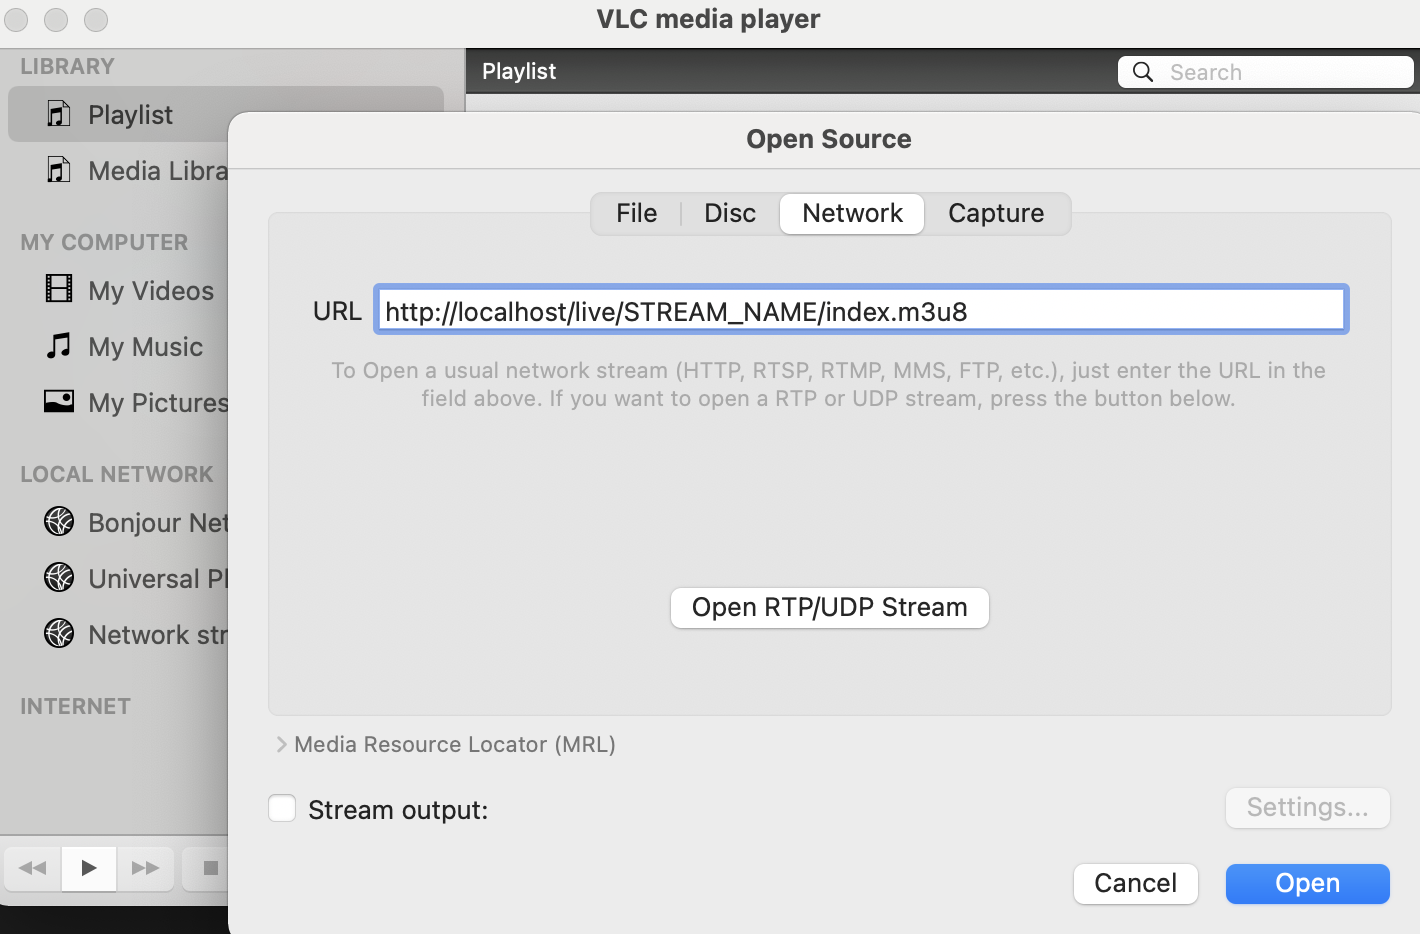 VLC media player
LIBRARY
Playlist
Media Libra
MY COMPUTER
My Videos
My Music
My Pictures
LOCAL NETWORK
Bonjour Net
Universal Pl
Network str
INTERNET
Playlist
Search
Open Source
File
Disc
Network
Capture
URL
http://localhost/live/STREAM_NAME/index.m3u8
To Open a usual network stream (HTTP, RTSP, RTMP, MMS, FTP, etc.), just enter the URL in the
field above. If you want to open a RTP or UDP stream, press the button below.
Open RTP/UDP Stream
Media Resource Locator (MRL)
Stream output:
Settings...
Cancel
Open